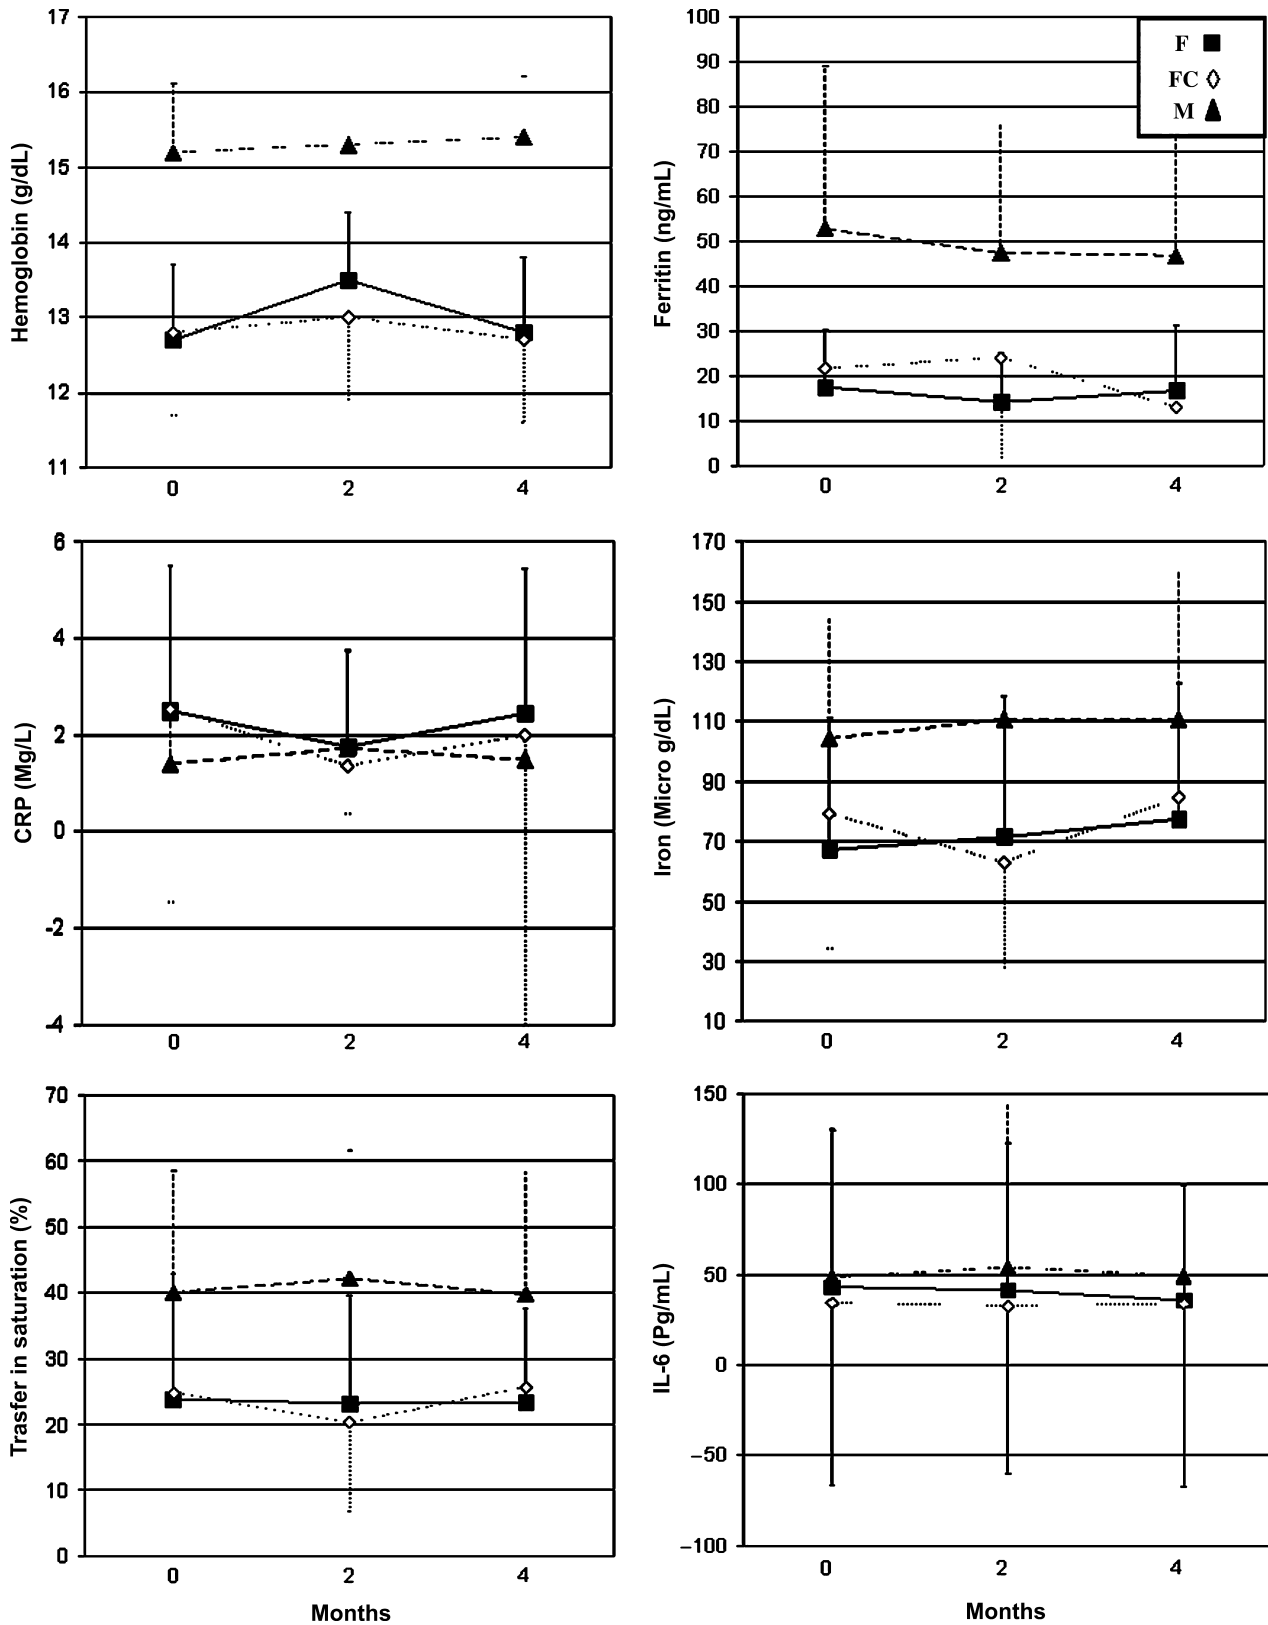 Hemoglobin (g/dL)
17
16
15
14
13
12
11
0 2 4
Ferritin (ng/mL)
100
90
80
70
60
50
40
30
20
10
0
0 2 4
F
FC
M
CRP (Mg/L)
6
4
2
0
-2
-4
0 2 4
Iron (Micro g/dL)
170
150
130
110
90
70
50
30
10
0 2 4
Trasfer in saturation (%)
70
60
50
40
30
20
10
0
0 2 4
Months
IL-6 (Pg/mL)
150
100
50
0
−50
−100
0 2 4
Months